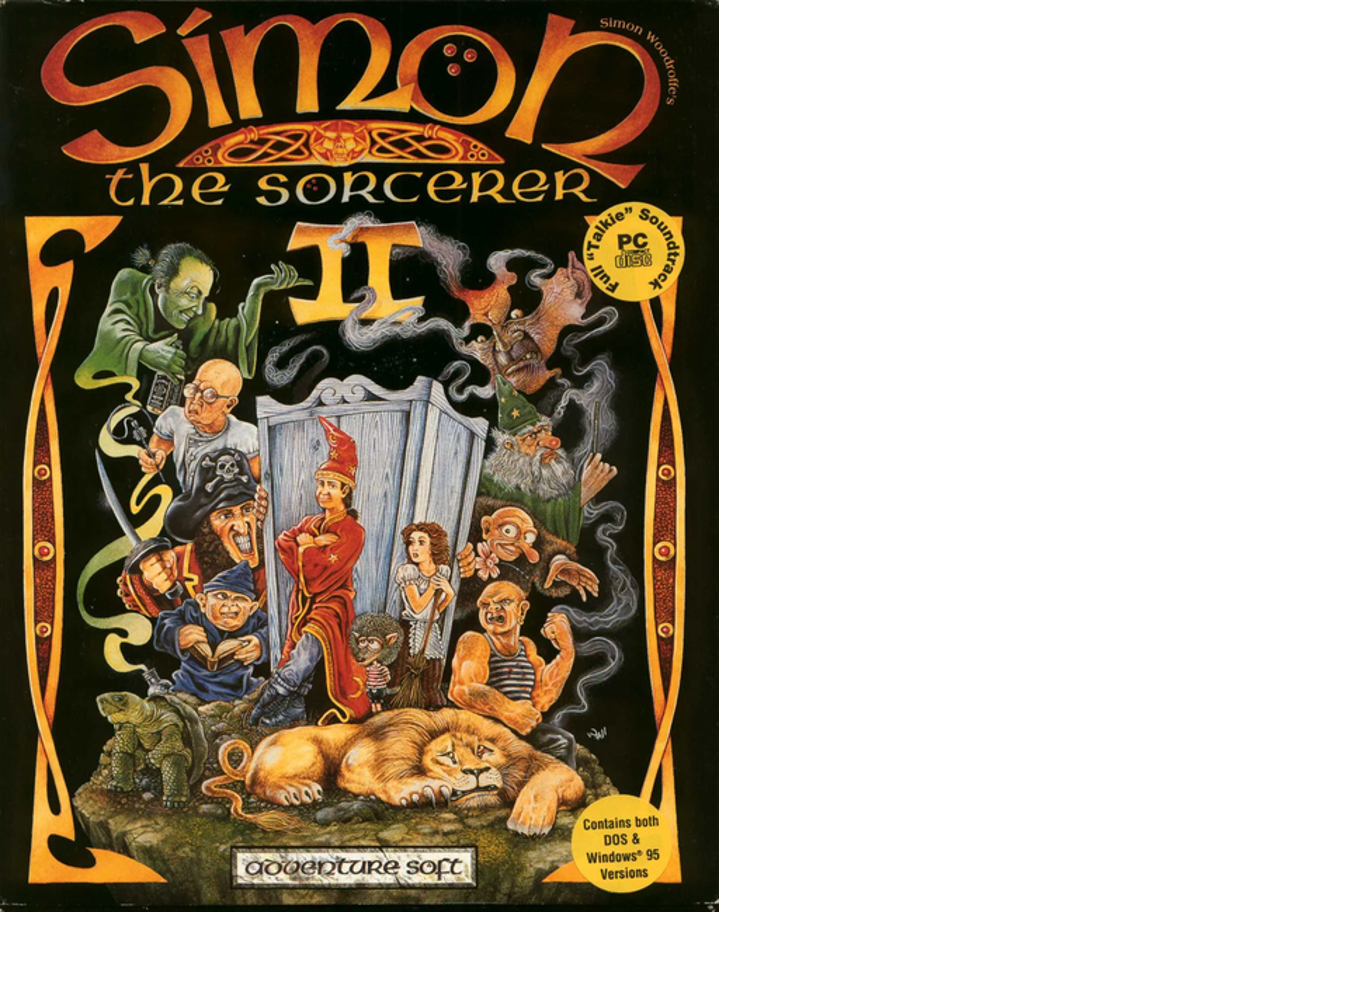 Simon Woodroffe's
Simon
the SORCERER
II
Full "Talkie" Soundtrack
PC
disc
Will
adventure soft
Contains both
DOS &
Windows® 95
Versions